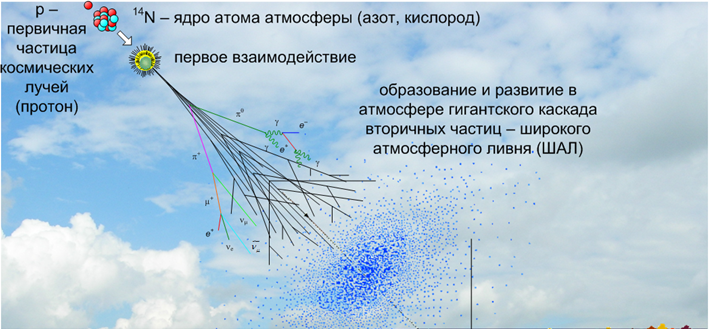 p –
первичная
частица
космических
лучей
(протон)
¹⁴N – ядро атома атмосферы (азот, кислород)
первое взаимодействие
образование и развитие в
атмосфере гигантского каскада
вторичных частиц – широкого
атмосферного ливня (ШАЛ)
π⁰
γ
e⁻
e⁺
γ
γ
π⁺
μ⁺
ν_μ
e⁺
ν_e